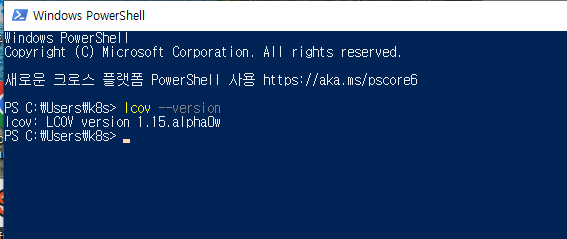 Windows PowerShell
Windows PowerShell
Copyright (C) Microsoft Corporation. All rights reserved.
새로운 크로스 플랫폼 PowerShell 사용 https://aka.ms/pscore6
PS C:₩Users₩k8s> lcov --version
lcov: LCOV version 1.15.alpha0w
PS C:₩Users₩k8s>